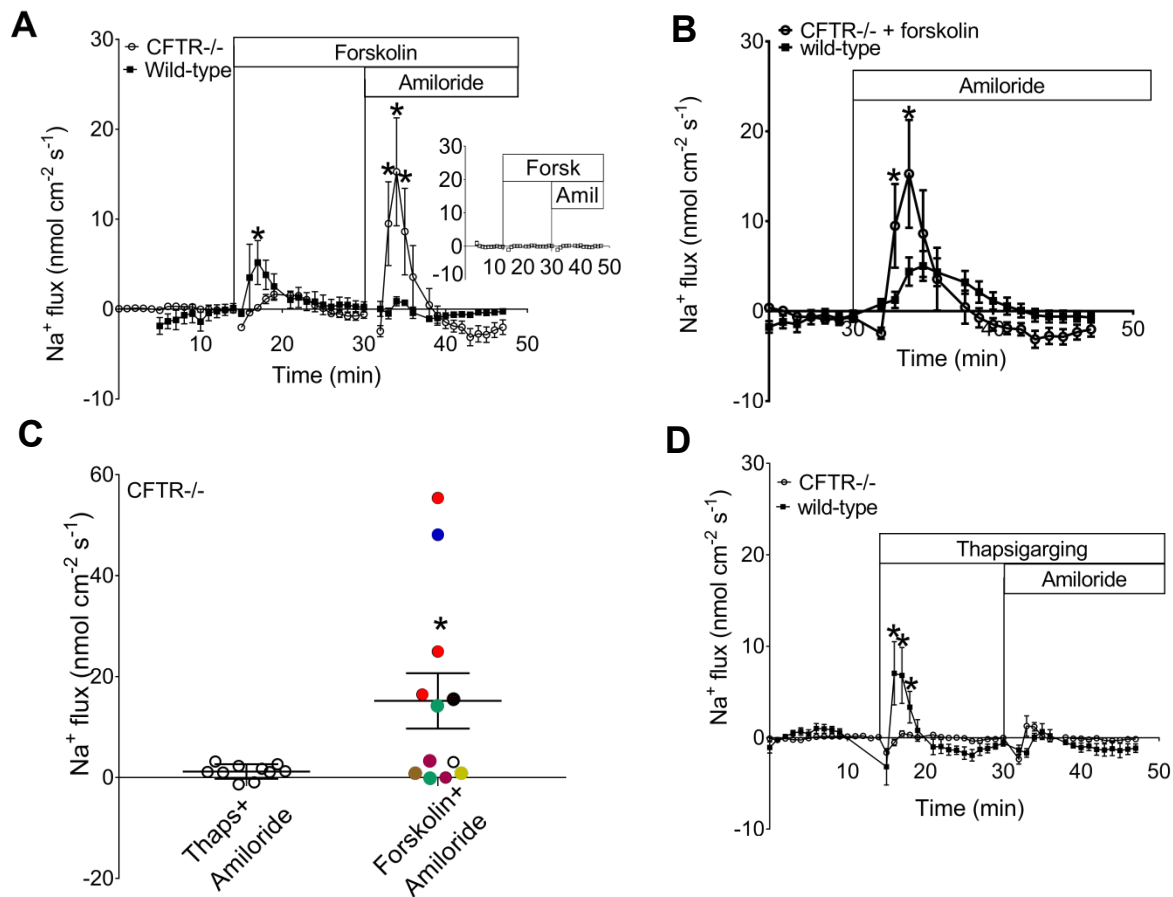 A
CFTR-/-
Wild-type
Forskolin
Amiloride
* * * *
Na⁺ flux (nmol cm⁻² s⁻¹)
30
20
10
0
-10
10 20 30 40 50
Time (min)
Forsk
Amil
30
20
10
0
-10
10 20 30 40 50
B
CFTR-/- + forskolin
wild-type
Amiloride
* *
Na⁺ flux (nmol cm⁻² s⁻¹)
30
20
10
0
-10
30 40 50
Time (min)
C
CFTR-/-
Na⁺ flux (nmol cm⁻² s⁻¹)
60
40
20
0
-20
*
Thaps+
Amiloride
Forskolin+
Amiloride
D
CFTR-/-
wild-type
Thapsigarging
Amiloride
* * *
Na⁺ flux (nmol cm⁻² s⁻¹)
30
20
10
0
-10
10 20 30 40 50
Time (min)